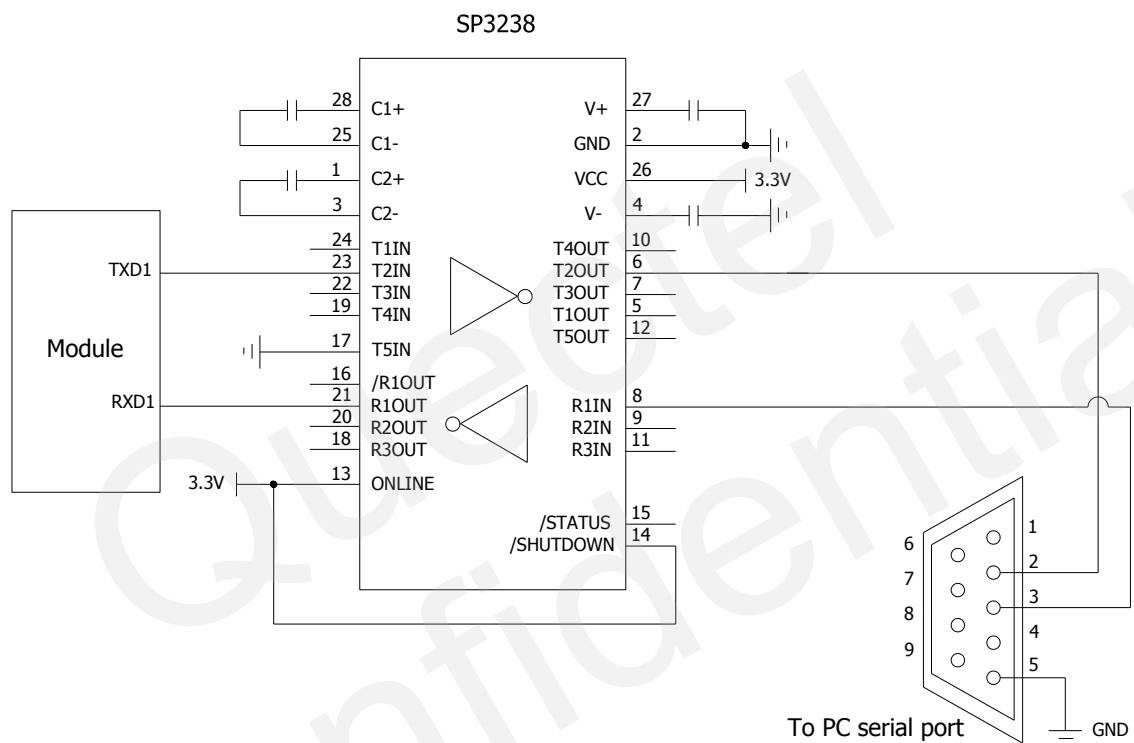 SP3238
28 C1+ V+ 27
25 C1- GND 2
1 C2+ VCC 26 3.3V
3 C2- V- 4
24 T1IN T4OUT 10
TXD1 23 T2IN T2OUT 6
22 T3IN T3OUT 7
19 T4IN T1OUT 5
17 T5IN T5OUT 12
Module
16 /R1OUT
RXD1 21 R1OUT R1IN 8
20 R2OUT R2IN 9
18 R3OUT R3IN 11
3.3V 13 ONLINE
/STATUS 15
/SHUTDOWN 14
6 1
7 2
8 3
9 4
5
To PC serial port GND
Quectel
Confidential